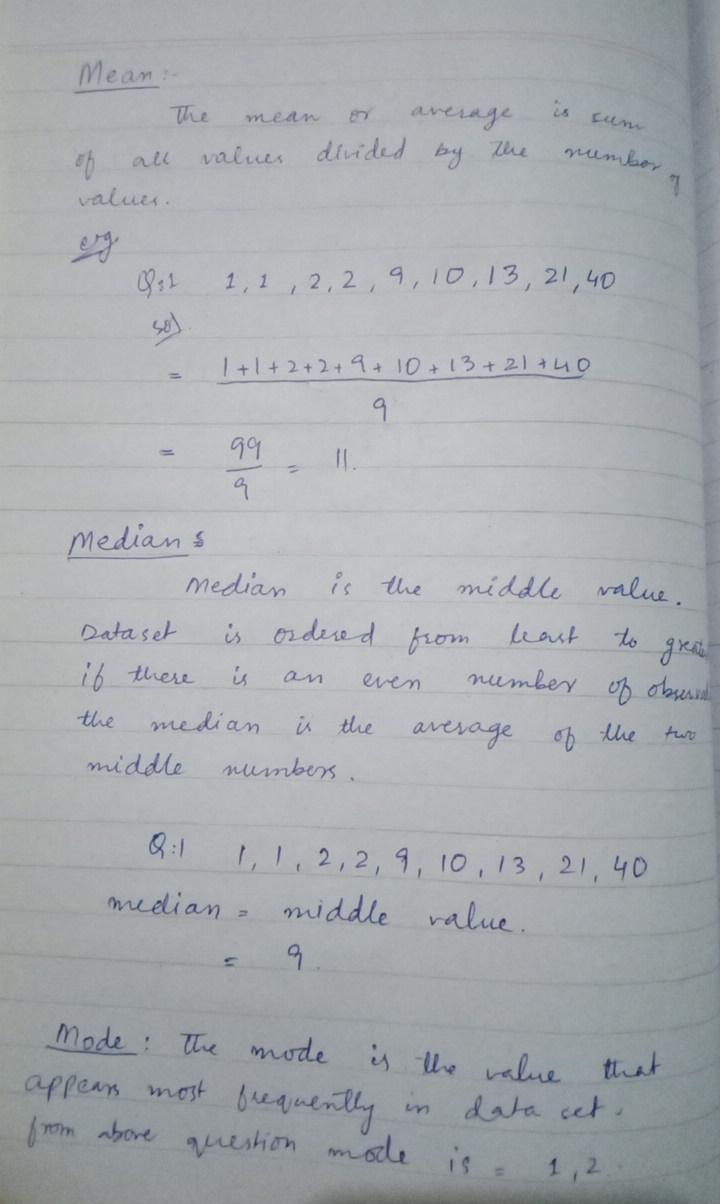 Mean :-
The mean or average is sum
of all values divided by the number of
values.
e.g
Q:1 1, 1, 2, 2, 9, 10, 13, 21, 40
sol.
= 1+1+2+2+9+10+13+21+40
9
= 99 = 11.
9
Median :
Median is the middle value.
Dataset is ordered from least to
if there is an even number of
the median is the average of the two
middle numbers.
Q:1 1, 1, 2, 2, 9, 10, 13, 21, 40
median = middle value.
= 9.
Mode : The mode is the value that
appears most frequently in data set.
from above question mode is = 1, 2.